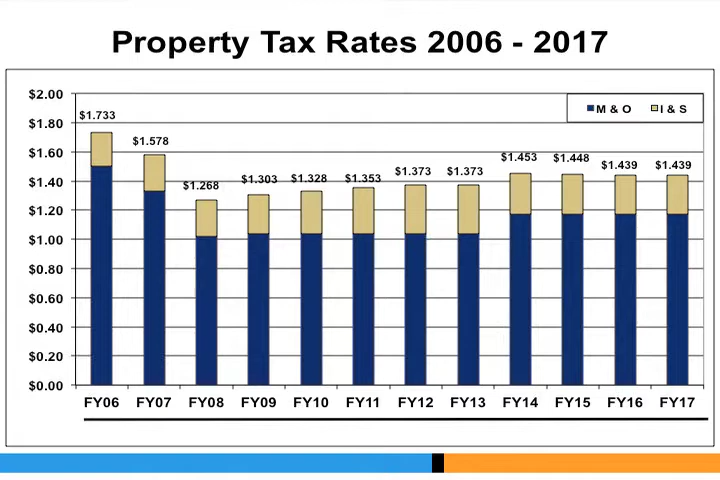 Property Tax Rates 2006 - 2017
M & O I & S
$2.00
$1.80
$1.60
$1.40
$1.20
$1.00
$0.80
$0.60
$0.40
$0.20
$0.00
$1.733 $1.578 $1.268 $1.303 $1.328 $1.353 $1.373 $1.373 $1.453 $1.448 $1.439 $1.439
FY06 FY07 FY08 FY09 FY10 FY11 FY12 FY13 FY14 FY15 FY16 FY17